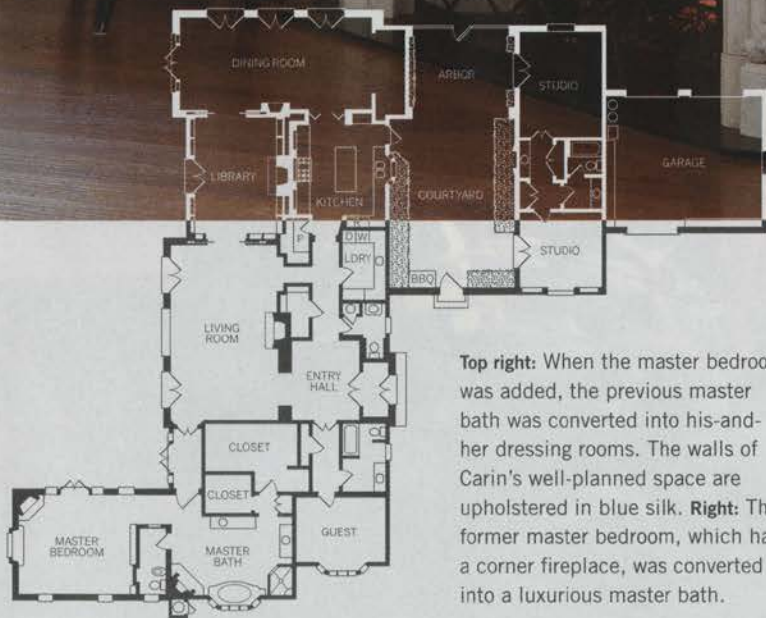 DINING ROOM
ARBOR
STUDIO
LIBRARY
KITCHEN
COURTYARD
GARAGE
P
R
D W
LDRY
BBQ
STUDIO
LIVING
ROOM
ENTRY
HALL
CLOSET
CLOSET
MASTER
BEDROOM
MASTER
BATH
GUEST
Top right: When the master
was added, the previous master
bath was converted into his-and-
her dressing rooms. The walls of
Carin's well-planned space are
upholstered in blue silk. Right:
former master bedroom, which
a corner fireplace, was converted
into a luxurious master bath.